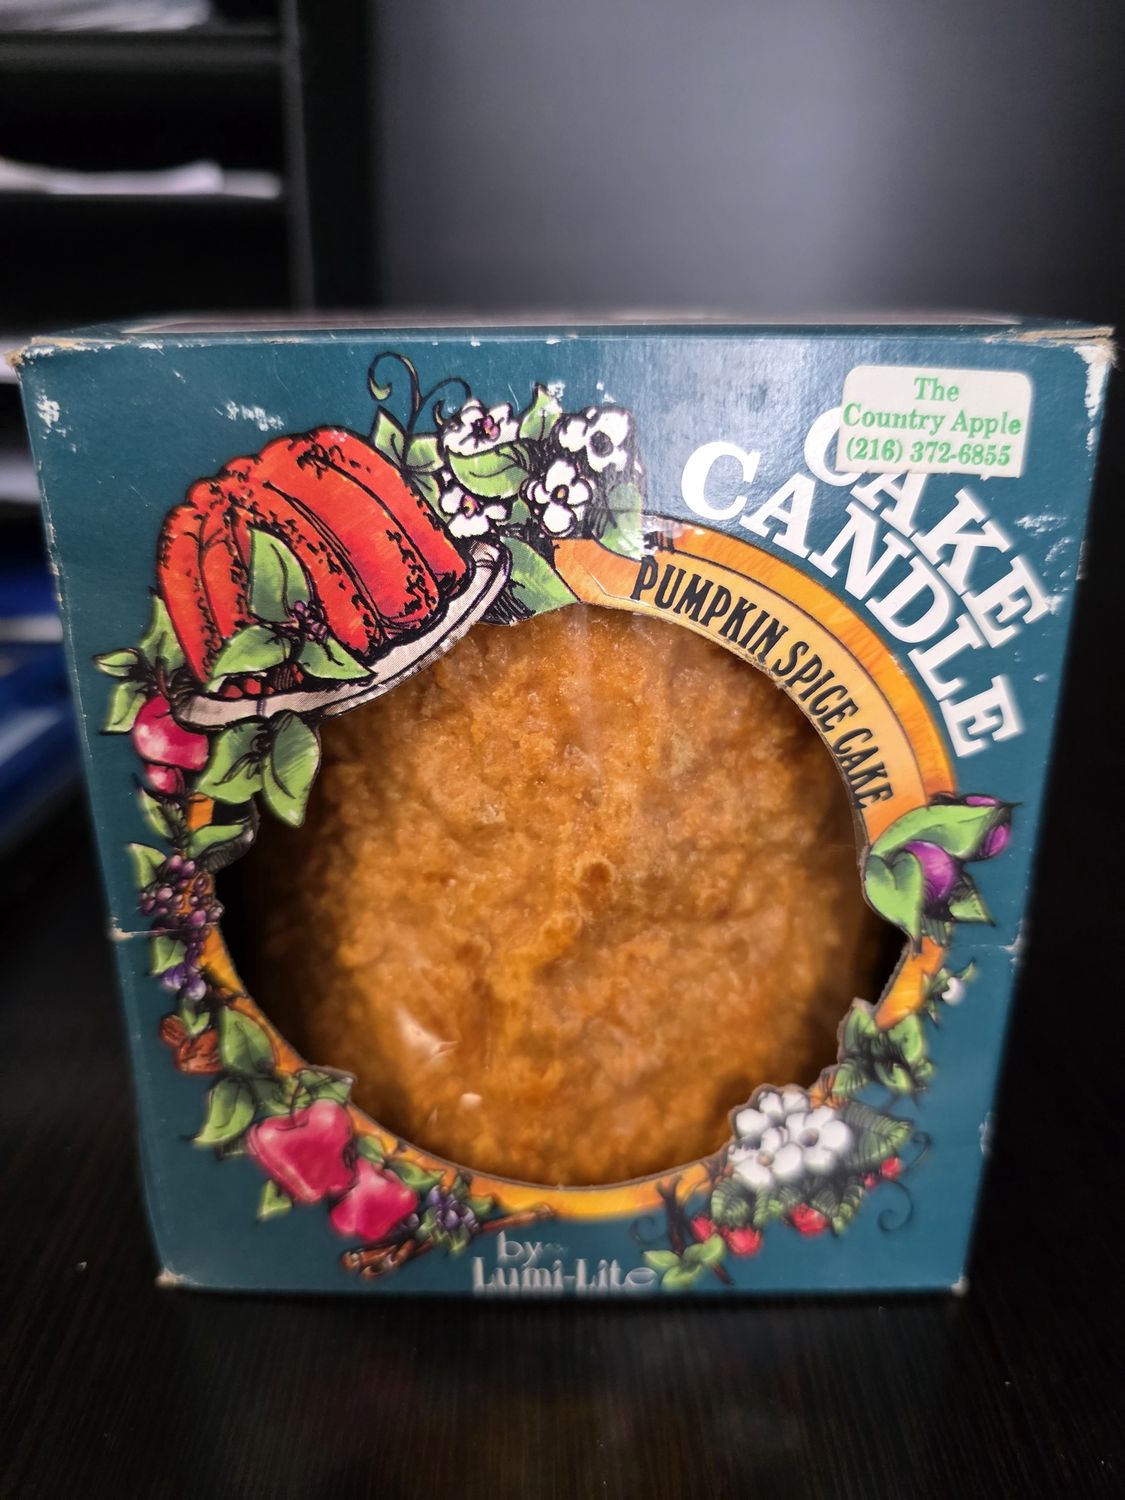 The
Country Apple
(216) 372-6855
CAKE
CANDLE
PUMPKIN SPICE CAKE
by
Lumi-Lite